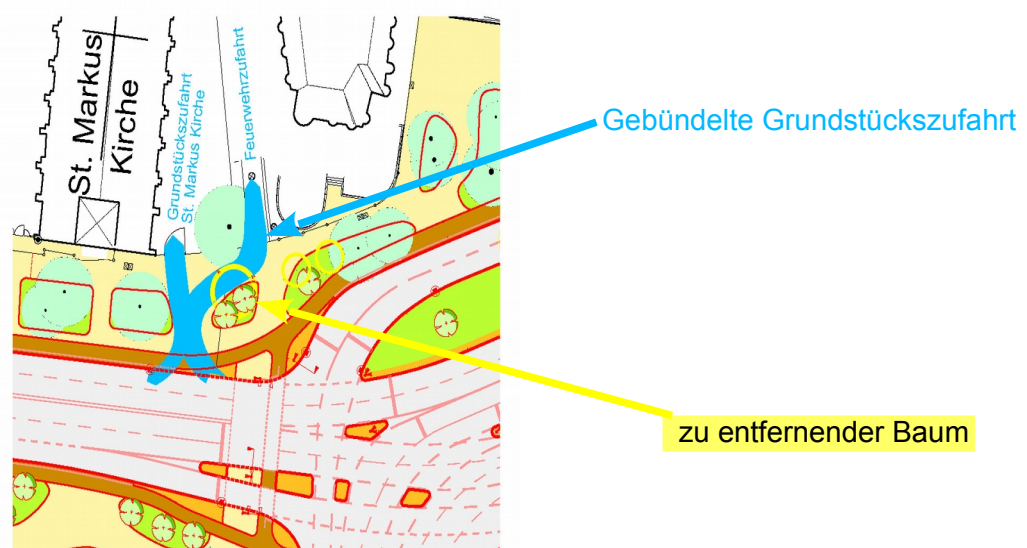 St. Markus
Kirche
Grundstückszufahrt
St. Markus Kirche
Feuerwehrzufahrt
Gebündelte Grundstückszufahrt
zu entfernender Baum